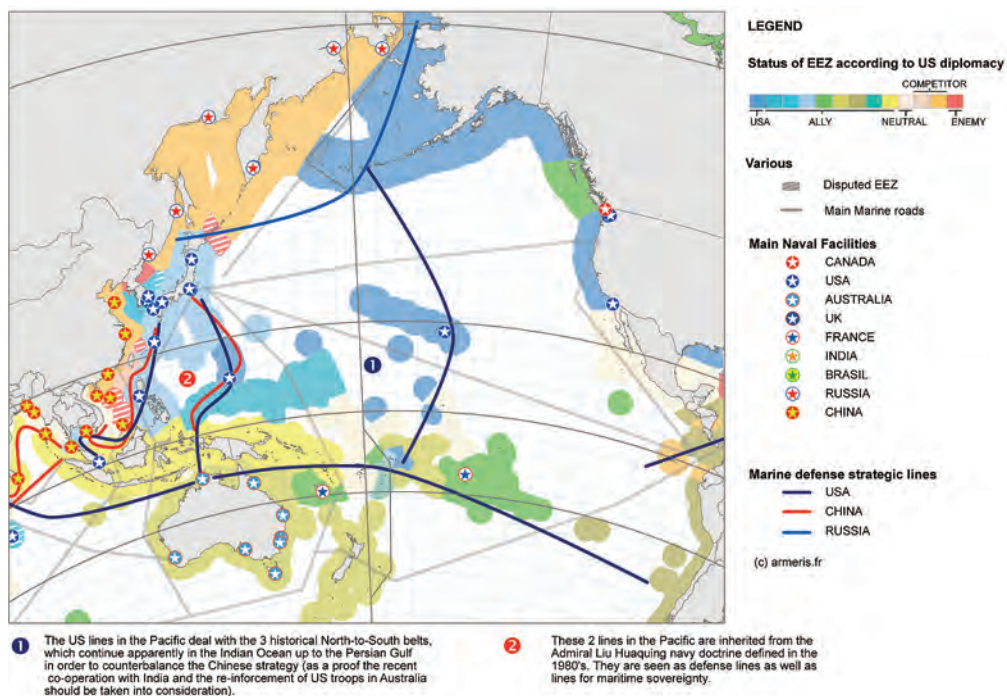 LEGEND
Status of EEZ according to US diplomacy
COMPETITOR
USA
ALLY
NEUTRAL
ENEMY
Various
Disputed EEZ
Main Marine roads
Main Naval Facilities
CANADA
USA
AUSTRALIA
UK
FRANCE
INDIA
BRASIL
RUSSIA
CHINA
Marine defense strategic lines
USA
CHINA
RUSSIA
(c) armeris.fr
1
2
1
The US lines in the Pacific deal with the 3 historical North-to-South belts,
which continue apparently in the Indian Ocean up to the Persian Gulf
in order to counterbalance the Chinese strategy (as a proof the recent
co-operation with India and the re-inforcement of US troops in Australia
should be taken into consideration).
2
These 2 lines in the Pacific are inherited from the
Admiral Liu Huaquing navy doctrine defined in the
1980's. They are seen as defense lines as well as
lines for maritime sovereignty.